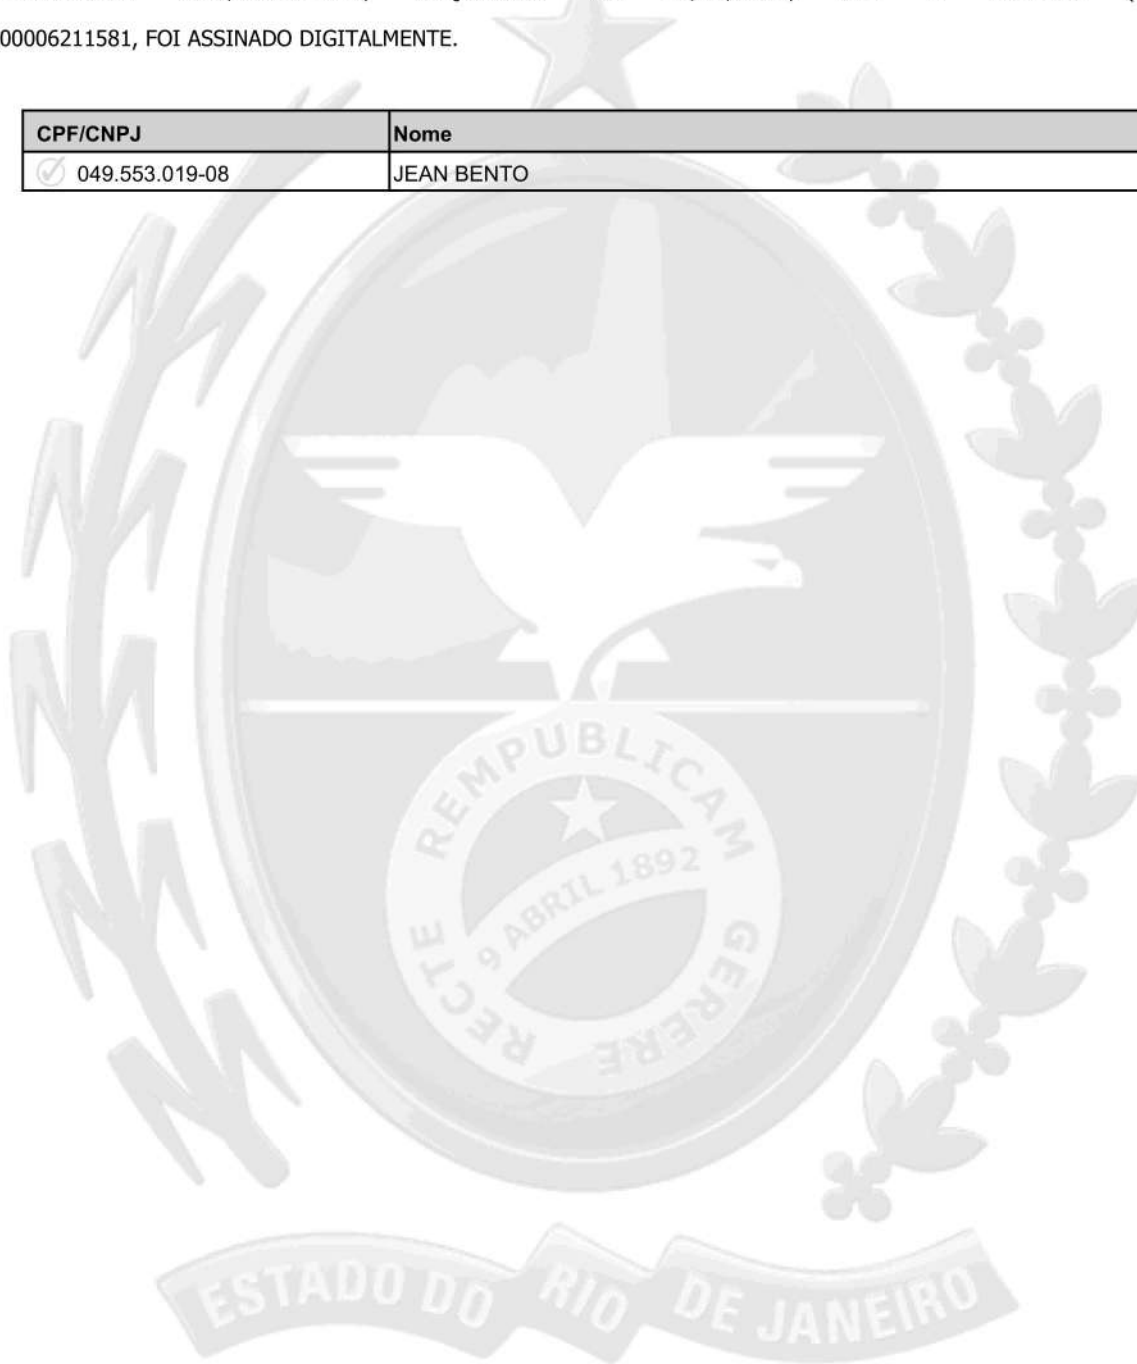 00006211581, FOI ASSINADO DIGITALMENTE.
CPF/CNPJ Nome
049.553.019-08 JEAN BENTO
RECTE REMPUBLICAM GERERE
9 ABRIL 1892
ESTADO DO RIO DE JANEIRO